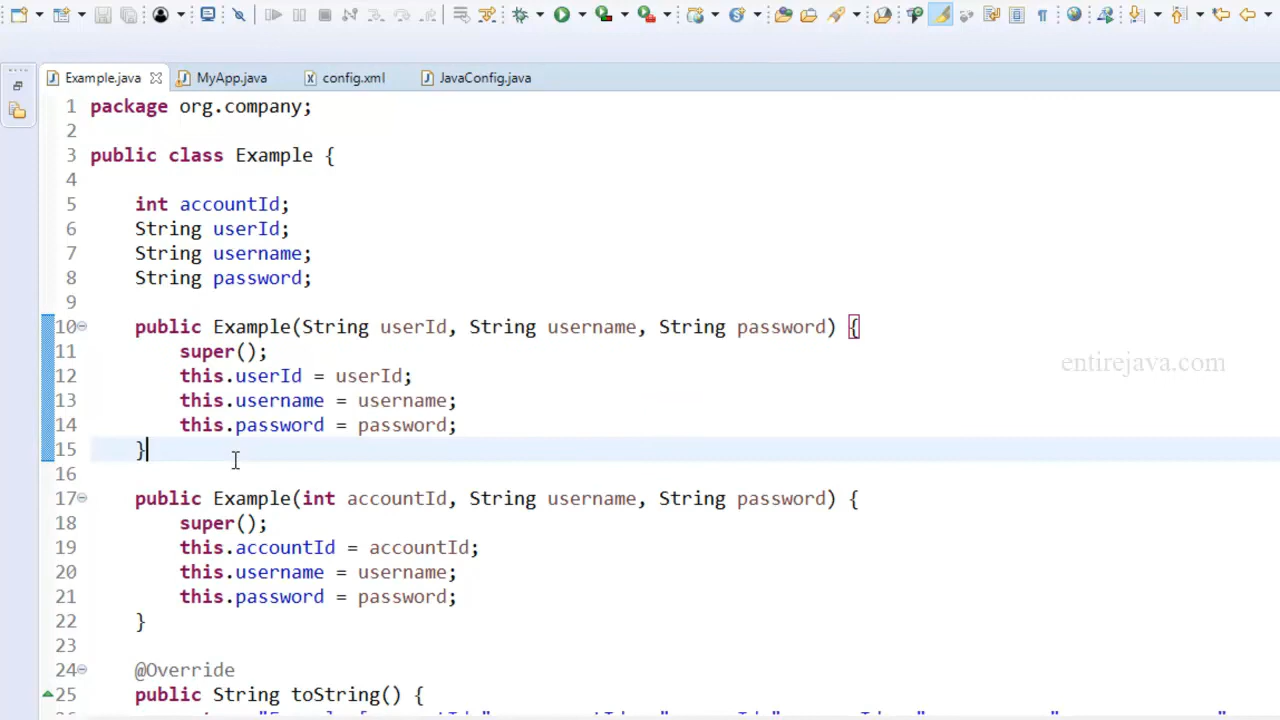 Example.java MyApp.java config.xml JavaConfig.java
1 package org.company;
2
3 public class Example {
4
5 int accountId;
6 String userId;
7 String username;
8 String password;
9
10 public Example(String userId, String username, String password) {
11 super();
12 this.userId = userId;
13 this.username = username;
14 this.password = password;
15 }
16
17 public Example(int accountId, String username, String password) {
18 super();
19 this.accountId = accountId;
20 this.username = username;
21 this.password = password;
22 }
23
24 @Override
25 public String toString() {
entirejava.com